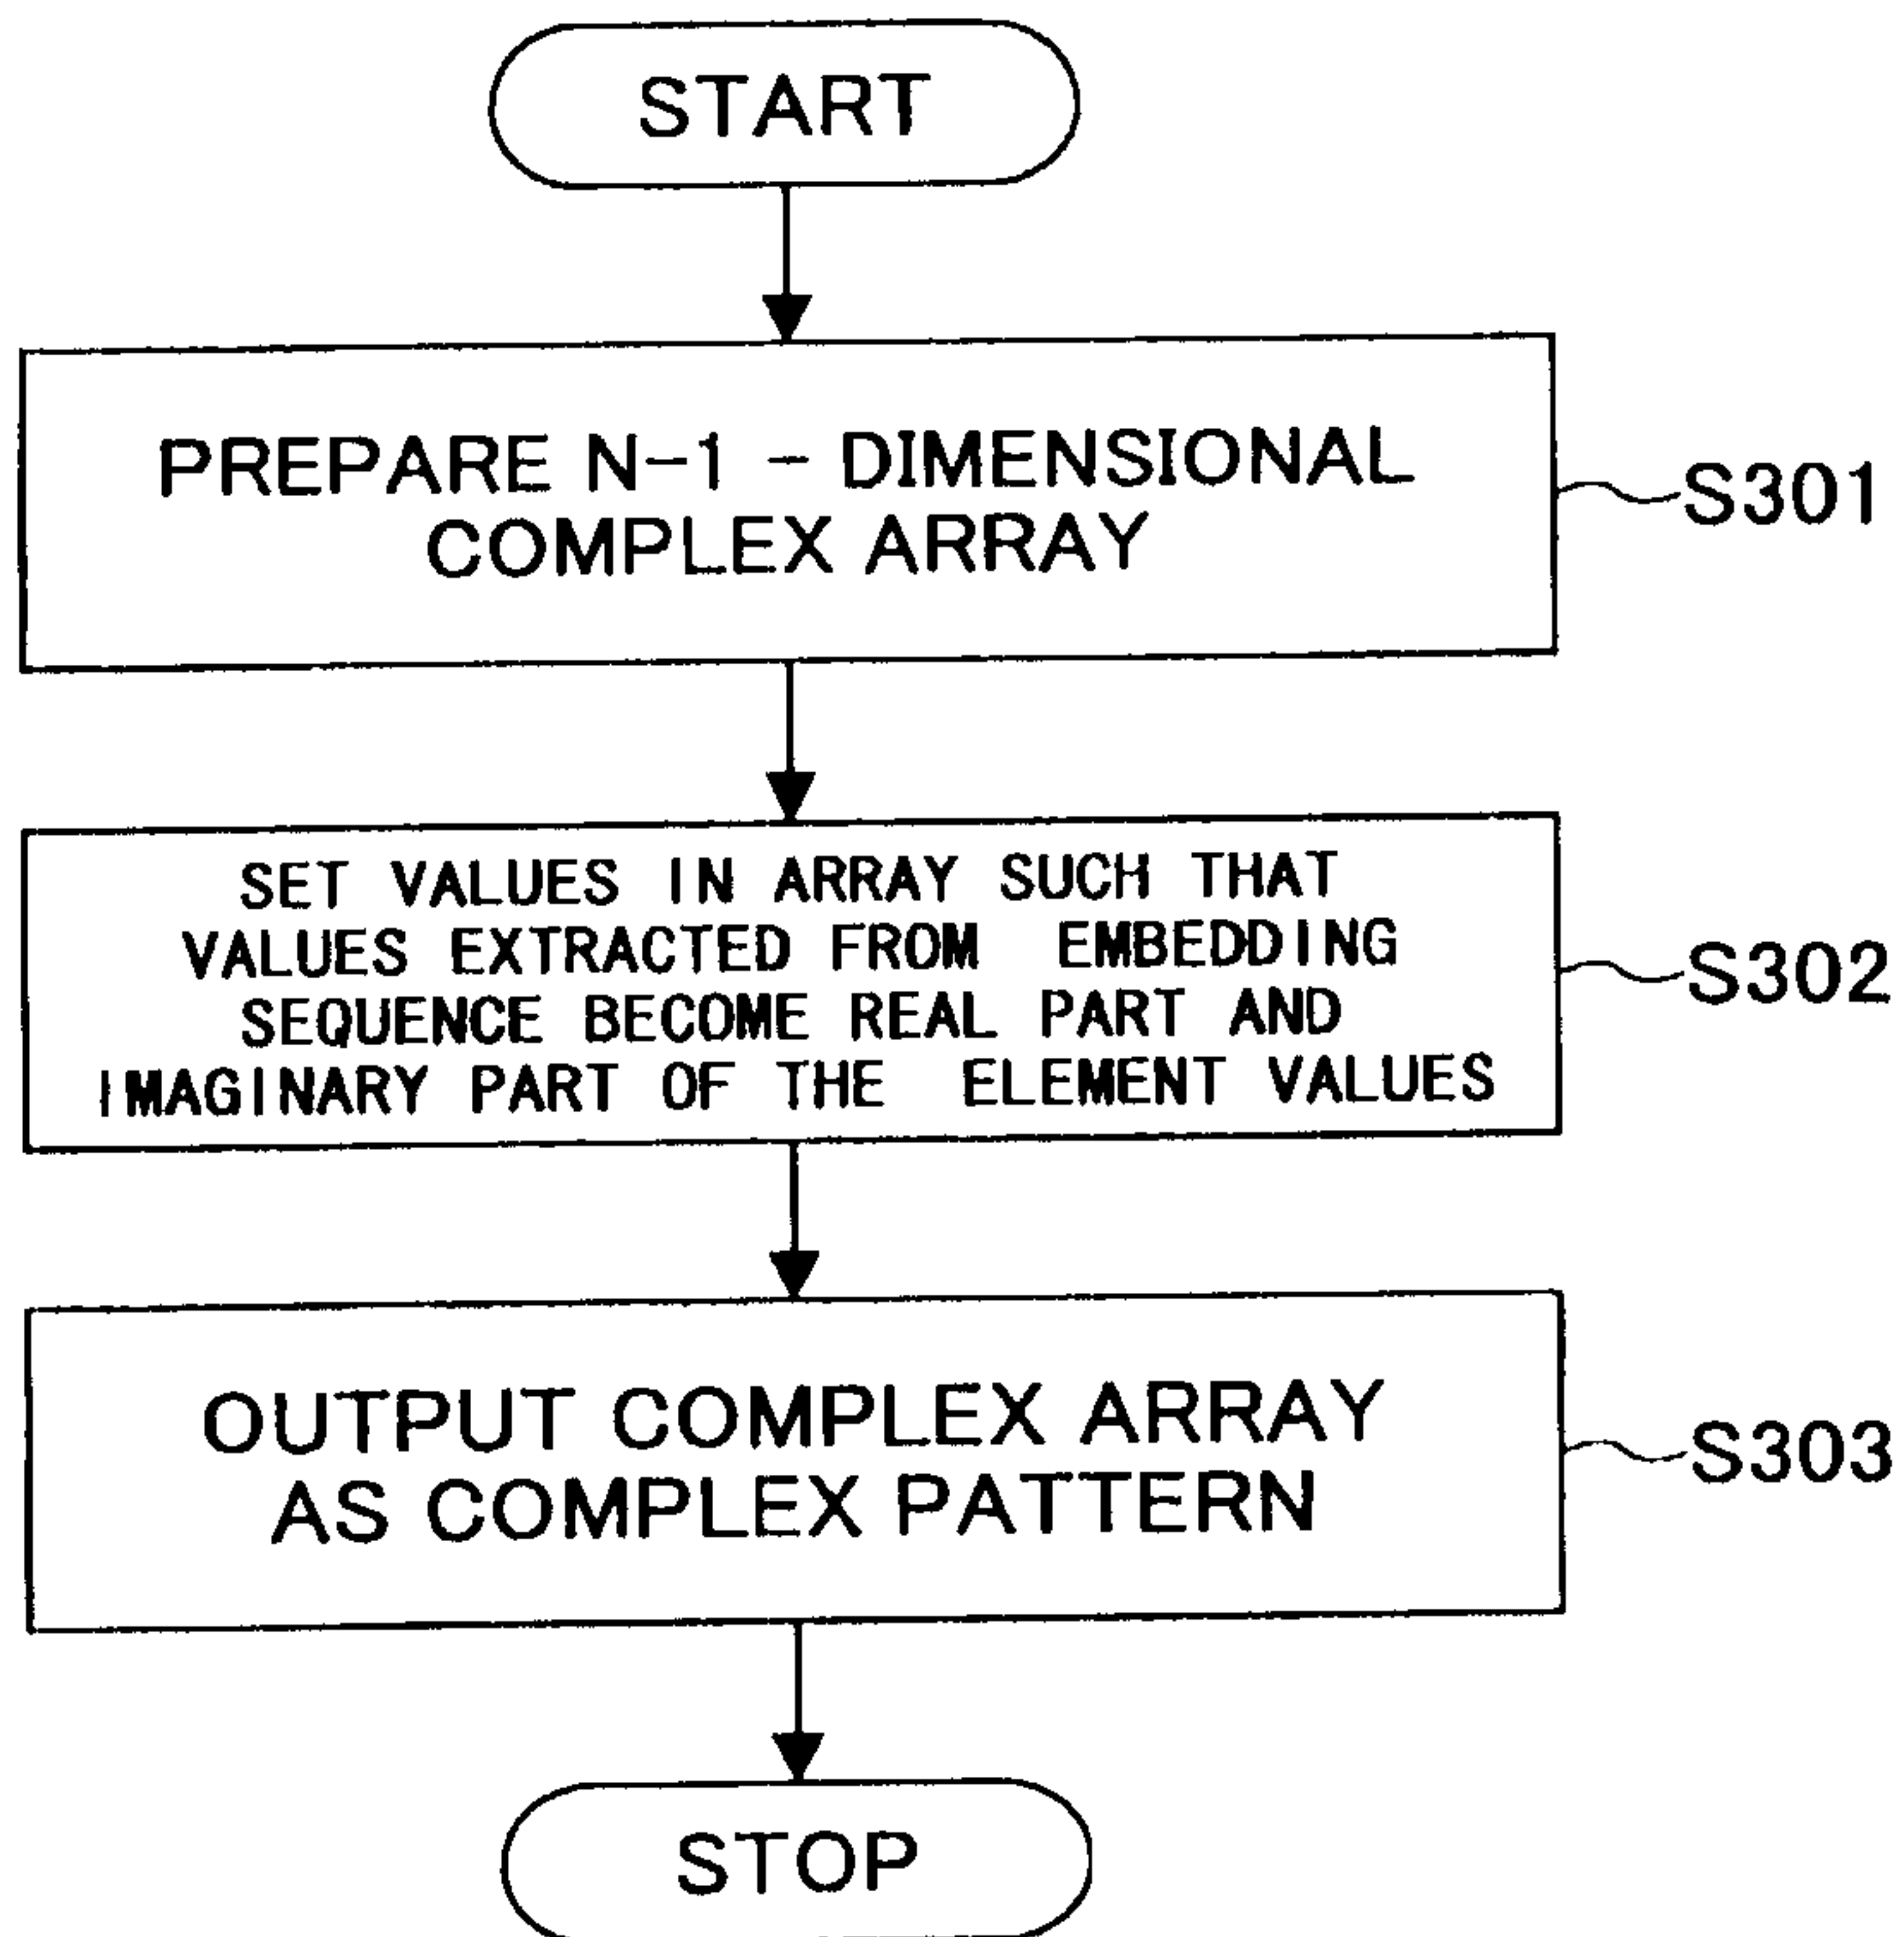 START
PREPARE N-1 - DIMENSIONAL
COMPLEX ARRAY
S301
SET VALUES IN ARRAY SUCH THAT
VALUES EXTRACTED FROM EMBEDDING
SEQUENCE BECOME REAL PART AND
IMAGINARY PART OF THE ELEMENT VALUES
S302
OUTPUT COMPLEX ARRAY
AS COMPLEX PATTERN
S303
STOP